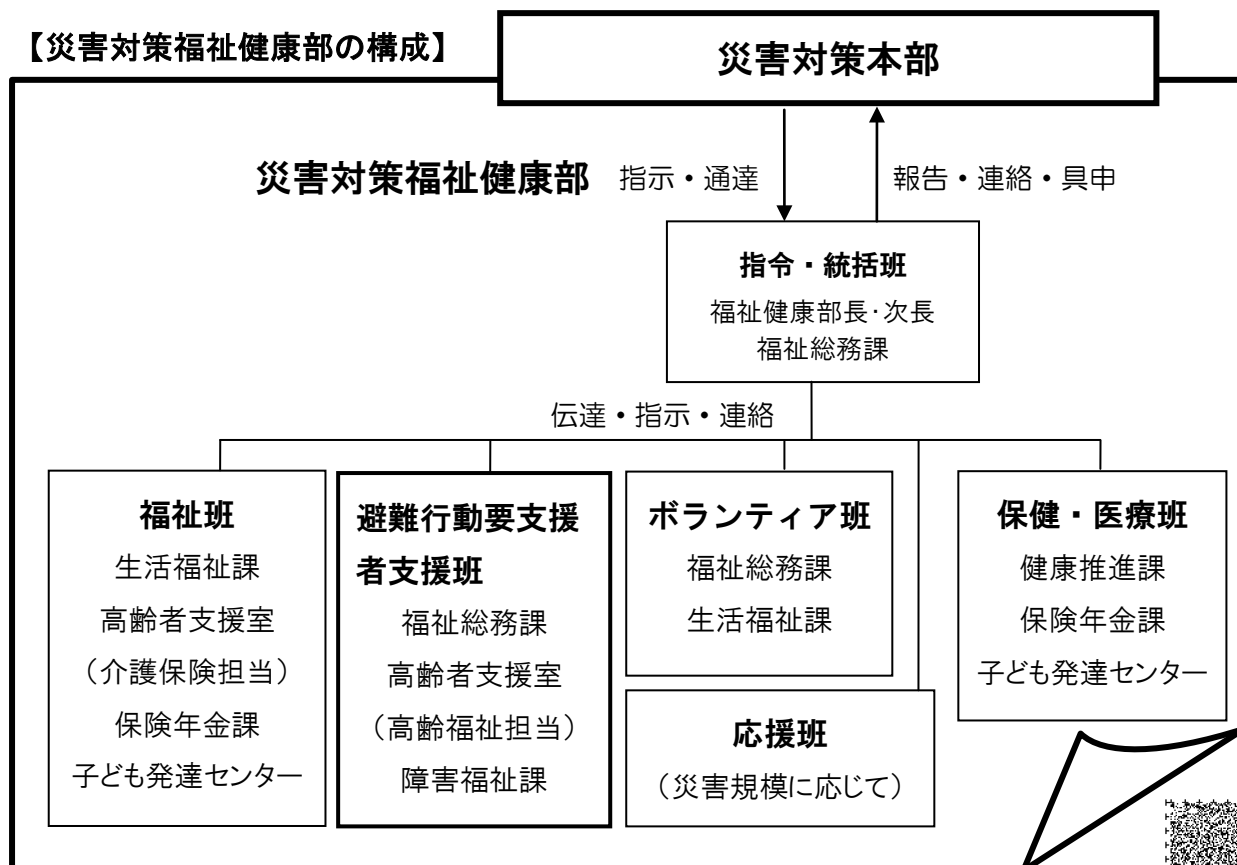 【災害対策福祉健康部の構成】
災害対策本部
災害対策福祉健康部
指示・通達
報告・連絡・具申
指令・統括班
福祉健康部長・次長
福祉総務課
伝達・指示・連絡
福祉班
生活福祉課
高齢者支援室
（介護保険担当）
保険年金課
子ども発達センター
避難行動要支援
者支援班
福祉総務課
高齢者支援室
（高齢福祉担当）
障害福祉課
ボランティア班
福祉総務課
生活福祉課
応援班
（災害規模に応じて）
保健・医療班
健康推進課
保険年金課
子ども発達センター